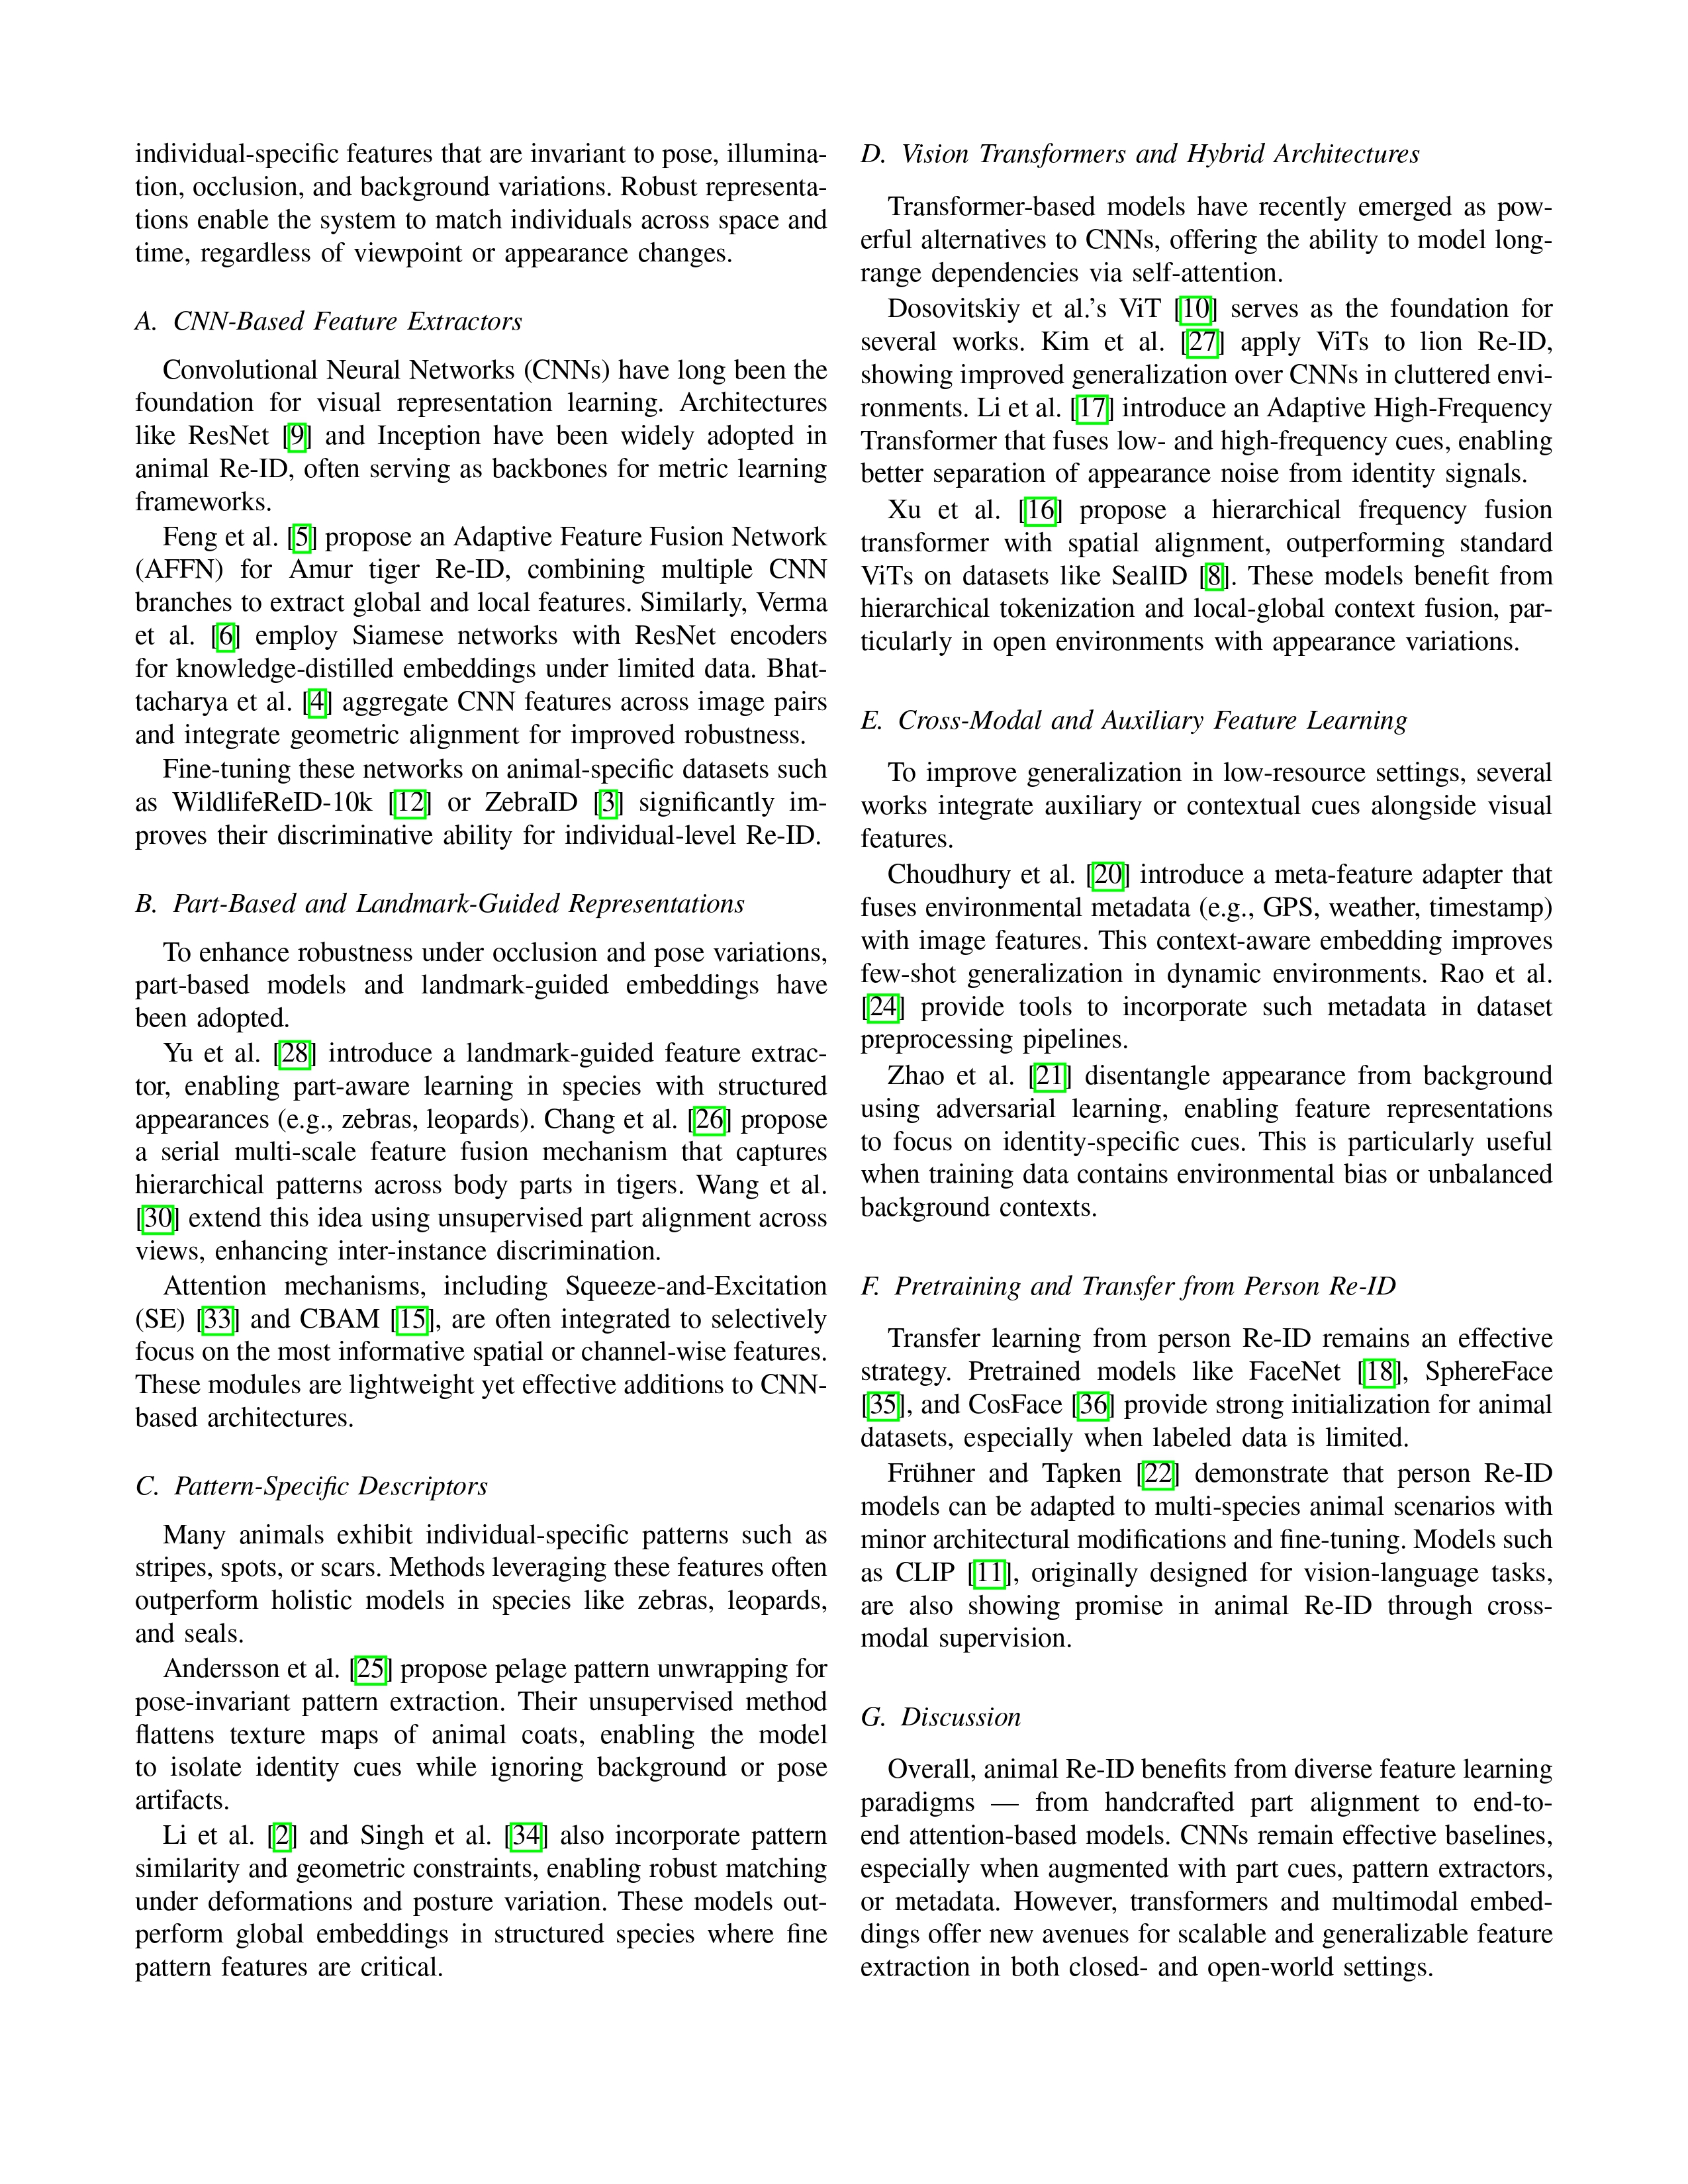 individual-specific features that are invariant to pose, illumina-
tion, occlusion, and background variations. Robust representa-
tions enable the system to match individuals across space and
time, regardless of viewpoint or appearance changes.
A. CNN-Based Feature Extractors
Convolutional Neural Networks (CNNs) have long been the
foundation for visual representation learning. Architectures
like ResNet [9] and Inception have been widely adopted in
animal Re-ID, often serving as backbones for metric learning
frameworks.
Feng et al. [5] propose an Adaptive Feature Fusion Network
(AFFN) for Amur tiger Re-ID, combining multiple CNN
branches to extract global and local features. Similarly, Verma
et al. [6] employ Siamese networks with ResNet encoders
for knowledge-distilled embeddings under limited data. Bhat-
tacharya et al. [4] aggregate CNN features across image pairs
and integrate geometric alignment for improved robustness.
Fine-tuning these networks on animal-specific datasets such
as WildlifeReID-10k [12] or ZebraID [3] significantly im-
proves their discriminative ability for individual-level Re-ID.
B. Part-Based and Landmark-Guided Representations
To enhance robustness under occlusion and pose variations,
part-based models and landmark-guided embeddings have
been adopted.
Yu et al. [28] introduce a landmark-guided feature extrac-
tor, enabling part-aware learning in species with structured
appearances (e.g., zebras, leopards). Chang et al. [26] propose
a serial multi-scale feature fusion mechanism that captures
hierarchical patterns across body parts in tigers. Wang et al.
[30] extend this idea using unsupervised part alignment across
views, enhancing inter-instance discrimination.
Attention mechanisms, including Squeeze-and-Excitation
(SE) [33] and CBAM [15], are often integrated to selectively
focus on the most informative spatial or channel-wise features.
These modules are lightweight yet effective additions to CNN-
based architectures.
C. Pattern-Specific Descriptors
Many animals exhibit individual-specific patterns such as
stripes, spots, or scars. Methods leveraging these features often
outperform holistic models in species like zebras, leopards,
and seals.
Andersson et al. [25] propose pelage pattern unwrapping for
pose-invariant pattern extraction. Their unsupervised method
flattens texture maps of animal coats, enabling the model
to isolate identity cues while ignoring background or pose
artifacts.
Li et al. [2] and Singh et al. [34] also incorporate pattern
similarity and geometric constraints, enabling robust matching
under deformations and posture variation. These models out-
perform global embeddings in structured species where fine
pattern features are critical.
D. Vision Transformers and Hybrid Architectures
Transformer-based models have recently emerged as pow-
erful alternatives to CNNs, offering the ability to model long-
range dependencies via self-attention.
Dosovitskiy et al.'s ViT [10] serves as the foundation for
several works. Kim et al. [27] apply ViTs to lion Re-ID,
showing improved generalization over CNNs in cluttered envi-
ronments. Li et al. [17] introduce an Adaptive High-Frequency
Transformer that fuses low- and high-frequency cues, enabling
better separation of appearance noise from identity signals.
Xu et al. [16] propose a hierarchical frequency fusion
transformer with spatial alignment, outperforming standard
ViTs on datasets like SealID [8]. These models benefit from
hierarchical tokenization and local-global context fusion, par-
ticularly in open environments with appearance variations.
E. Cross-Modal and Auxiliary Feature Learning
To improve generalization in low-resource settings, several
works integrate auxiliary or contextual cues alongside visual
features.
Choudhury et al. [20] introduce a meta-feature adapter that
fuses environmental metadata (e.g., GPS, weather, timestamp)
with image features. This context-aware embedding improves
few-shot generalization in dynamic environments. Rao et al.
[24] provide tools to incorporate such metadata in dataset
preprocessing pipelines.
Zhao et al. [21] disentangle appearance from background
using adversarial learning, enabling feature representations
to focus on identity-specific cues. This is particularly useful
when training data contains environmental bias or unbalanced
background contexts.
F. Pretraining and Transfer from Person Re-ID
Transfer learning from person Re-ID remains an effective
strategy. Pretrained models like FaceNet [18], SphereFace
[35], and CosFace [36] provide strong initialization for animal
datasets, especially when labeled data is limited.
Frühner and Tapken [22] demonstrate that person Re-ID
models can be adapted to multi-species animal scenarios with
minor architectural modifications and fine-tuning. Models such
as CLIP [11], originally designed for vision-language tasks,
are also showing promise in animal Re-ID through cross-
modal supervision.
G. Discussion
Overall, animal Re-ID benefits from diverse feature learning
paradigms — from handcrafted part alignment to end-to-
end attention-based models. CNNs remain effective baselines,
especially when augmented with part cues, pattern extractors,
or metadata. However, transformers and multimodal embed-
dings offer new avenues for scalable and generalizable feature
extraction in both closed- and open-world settings.